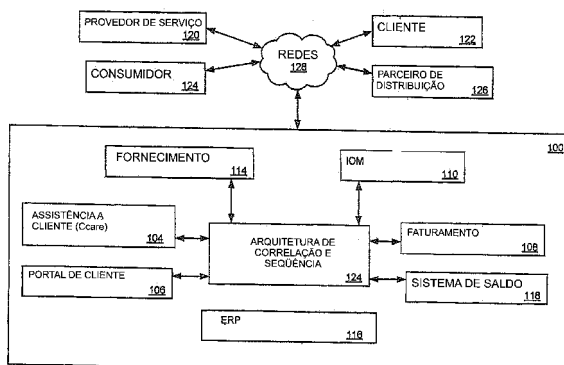 PROVEDOR DE SERVIÇO
120
CLIENTE
122
REDES
128
CONSUMIDOR
124
PARCEIRO DE
DISTRIBUIÇÃO
126
100
FORNECIMENTO
114
IOM
110
ASSISTÊNCIA A
CLIENTE (Ccare)
104
ARQUITETURA DE
CORRELAÇÃO E
SEQÜÊNCIA
124
FATURAMENTO
108
PORTAL DE CLIENTE
106
SISTEMA DE SALDO
118
ERP
116